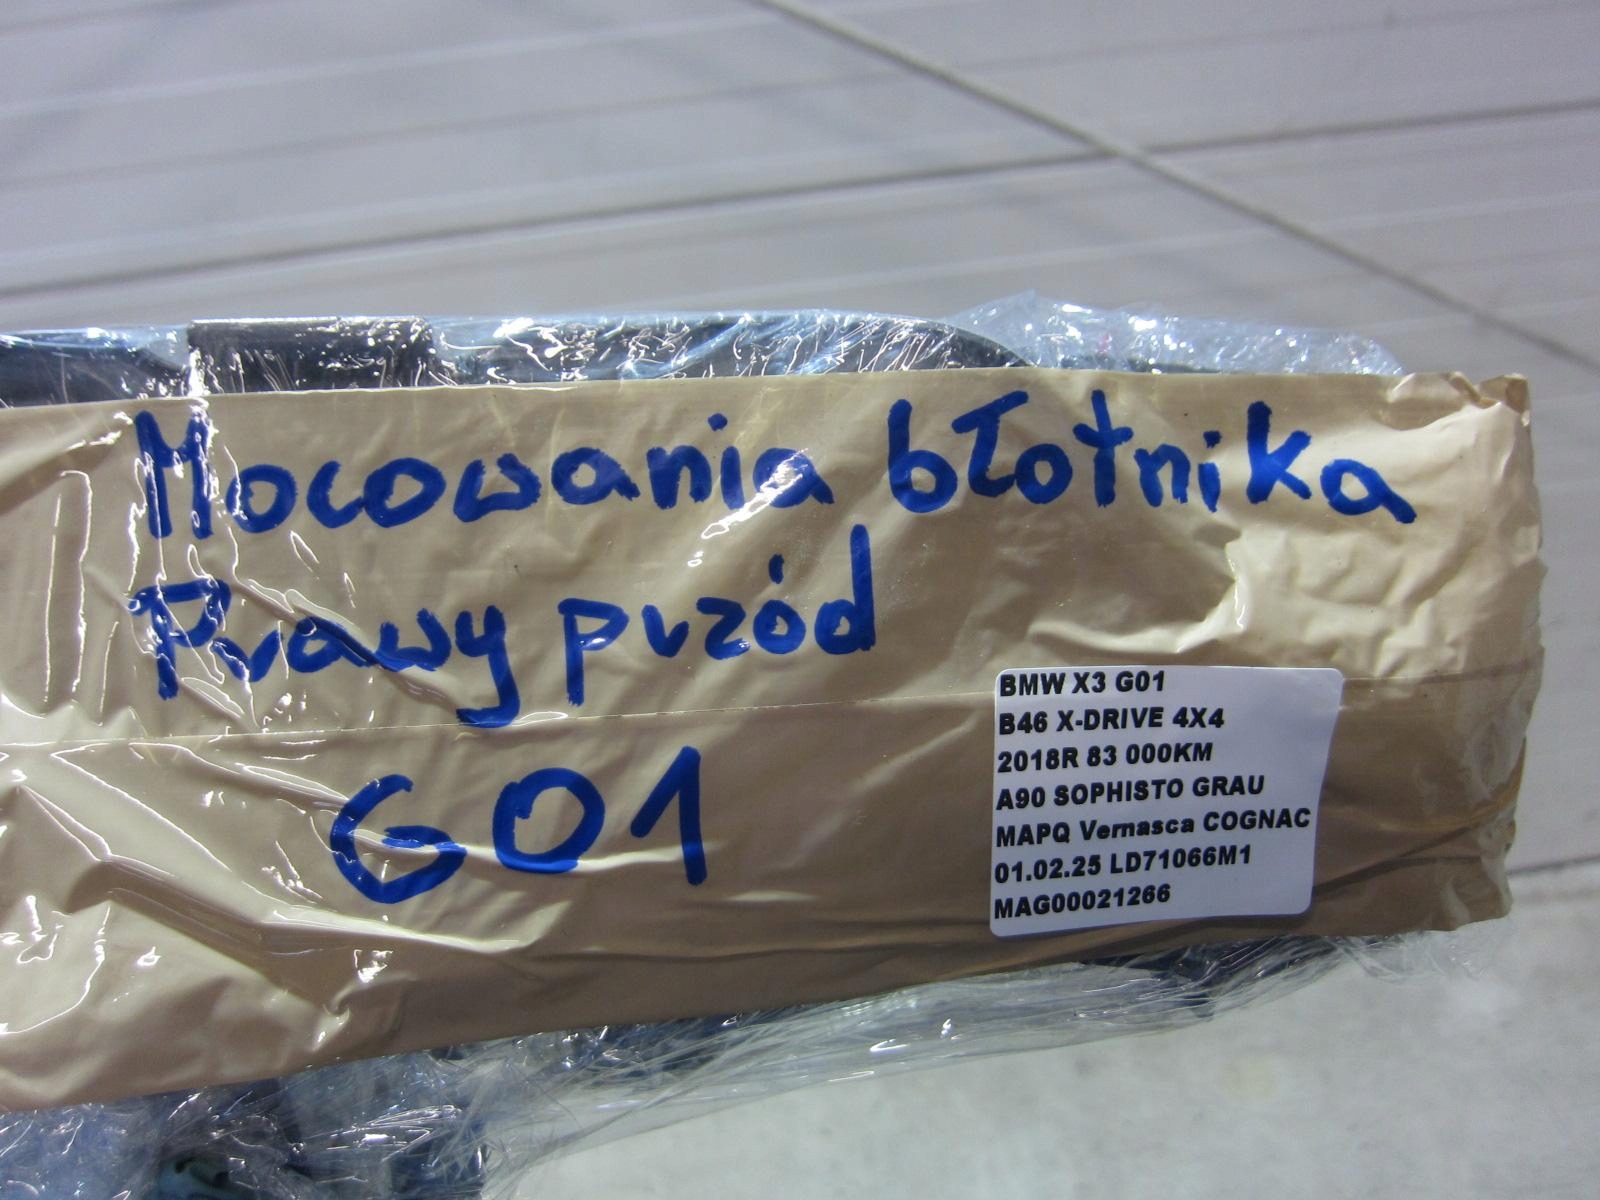 Mocowania błotnika
Prawy przód
G01
BMW X3 G01
B46 X-DRIVE 4X4
2018R 83 000KM
A90 SOPHISTO GRAU
MAPQ Vernasca COGNAC
01.02.25 LD71066M1
MAG00021266